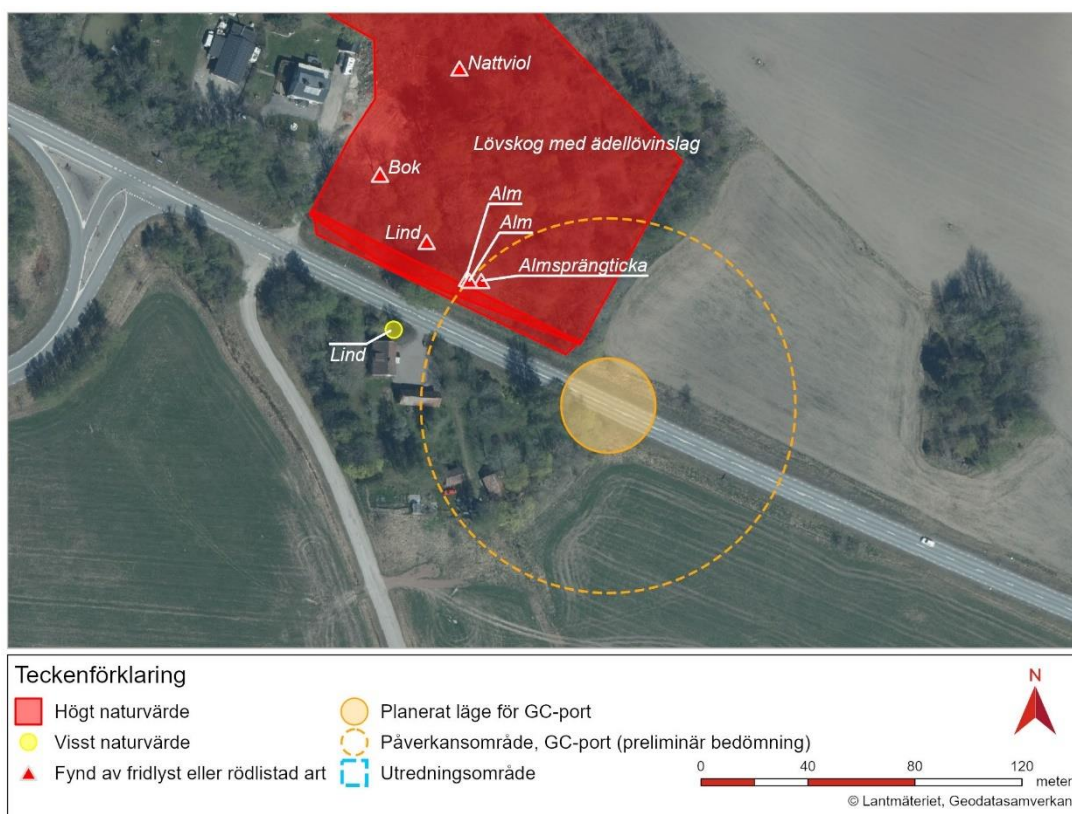 Nattviol
Lövskog med ädellövinslag
Bok
Alm
Alm
Lind
Almsprängticka
Lind
Teckenförklaring
Högt naturvärde
Visst naturvärde
Fynd av fridlyst eller rödlistad art
Planerat läge för GC-port
Påverkansområde, GC-port (preliminär bedömning)
Utredningsområde
N
0 40 80 120
meter
© Lantmäteriet, Geodatasamverkan